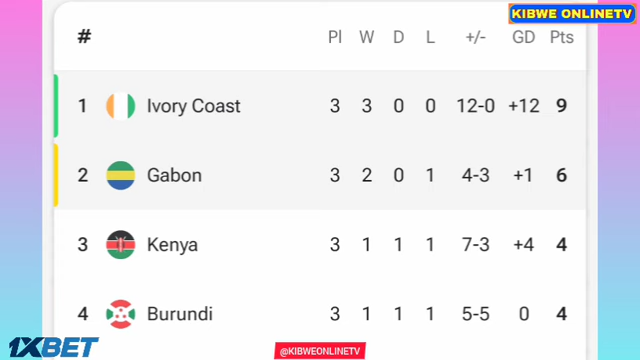 KIBWE ONLINETV
# Pl W D L +/- GD Pts
1 Ivory Coast 3 3 0 0 12-0 +12 9
2 Gabon 3 2 0 1 4-3 +1 6
3 Kenya 3 1 1 1 7-3 +4 4
4 Burundi 3 1 1 1 5-5 0 4
1XBET
@KIBWEONLINETV